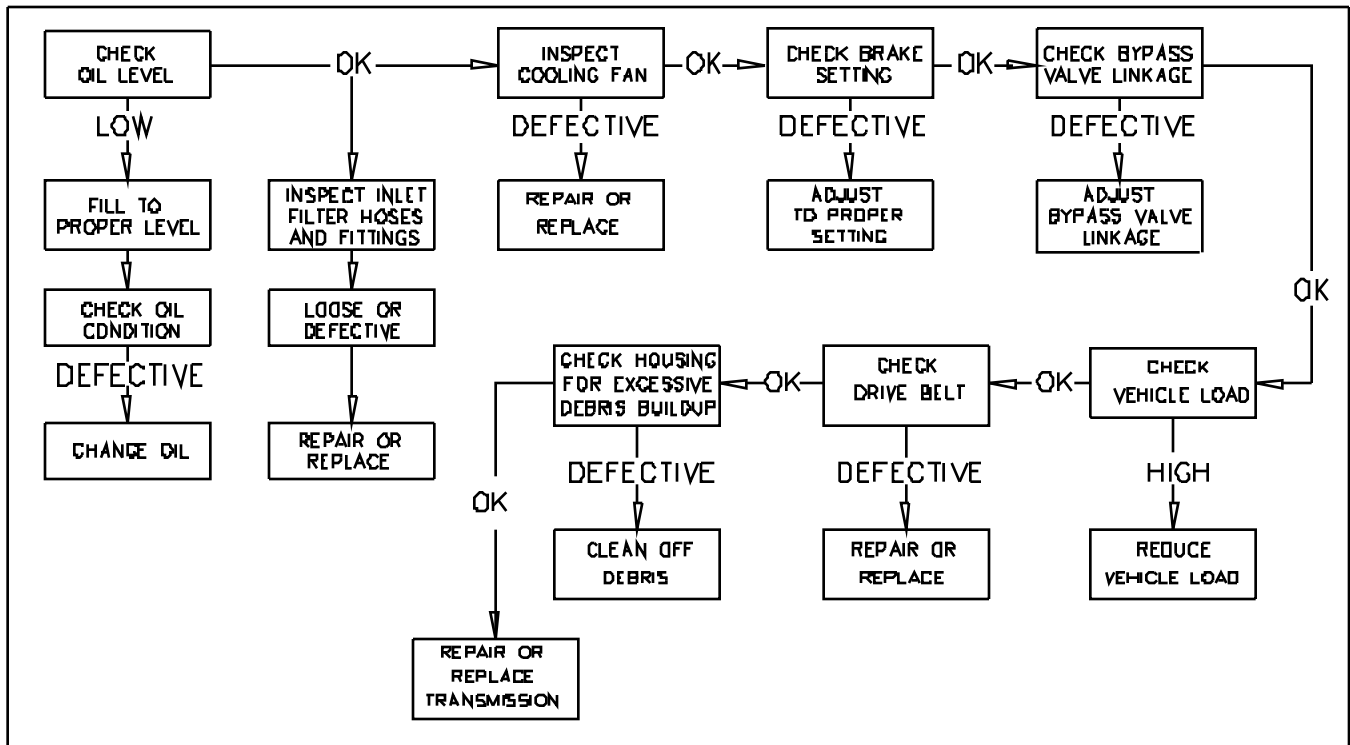 CHECK
OIL LEVEL
OK
INSPECT
COOLING FAN
OK
CHECK BRAKE
SETTING
OK
CHECK BYPASS
VALVE LINKAGE
LOW
DEFECTIVE
DEFECTIVE
DEFECTIVE
FILL TO
PROPER LEVEL
INSPECT INLET
FILTER HOSES
AND FITTINGS
REPAIR OR
REPLACE
ADJUST
TO PROPER
SETTING
ADJUST
BYPASS VALVE
LINKAGE
OK
CHECK OIL
CONDITION
LOOSE OR
DEFECTIVE
DEFECTIVE
CHANGE OIL
REPAIR OR
REPLACE
CHECK HOUSING
FOR EXCESSIVE
DEBRIS BUILDUP
OK
CHECK
DRIVE BELT
OK
CHECK
VEHICLE LOAD
OK
DEFECTIVE
DEFECTIVE
HIGH
CLEAN OFF
DEBRIS
REPAIR OR
REPLACE
REDUCE
VEHICLE LOAD
REPAIR OR
REPLACE
TRANSMISSION